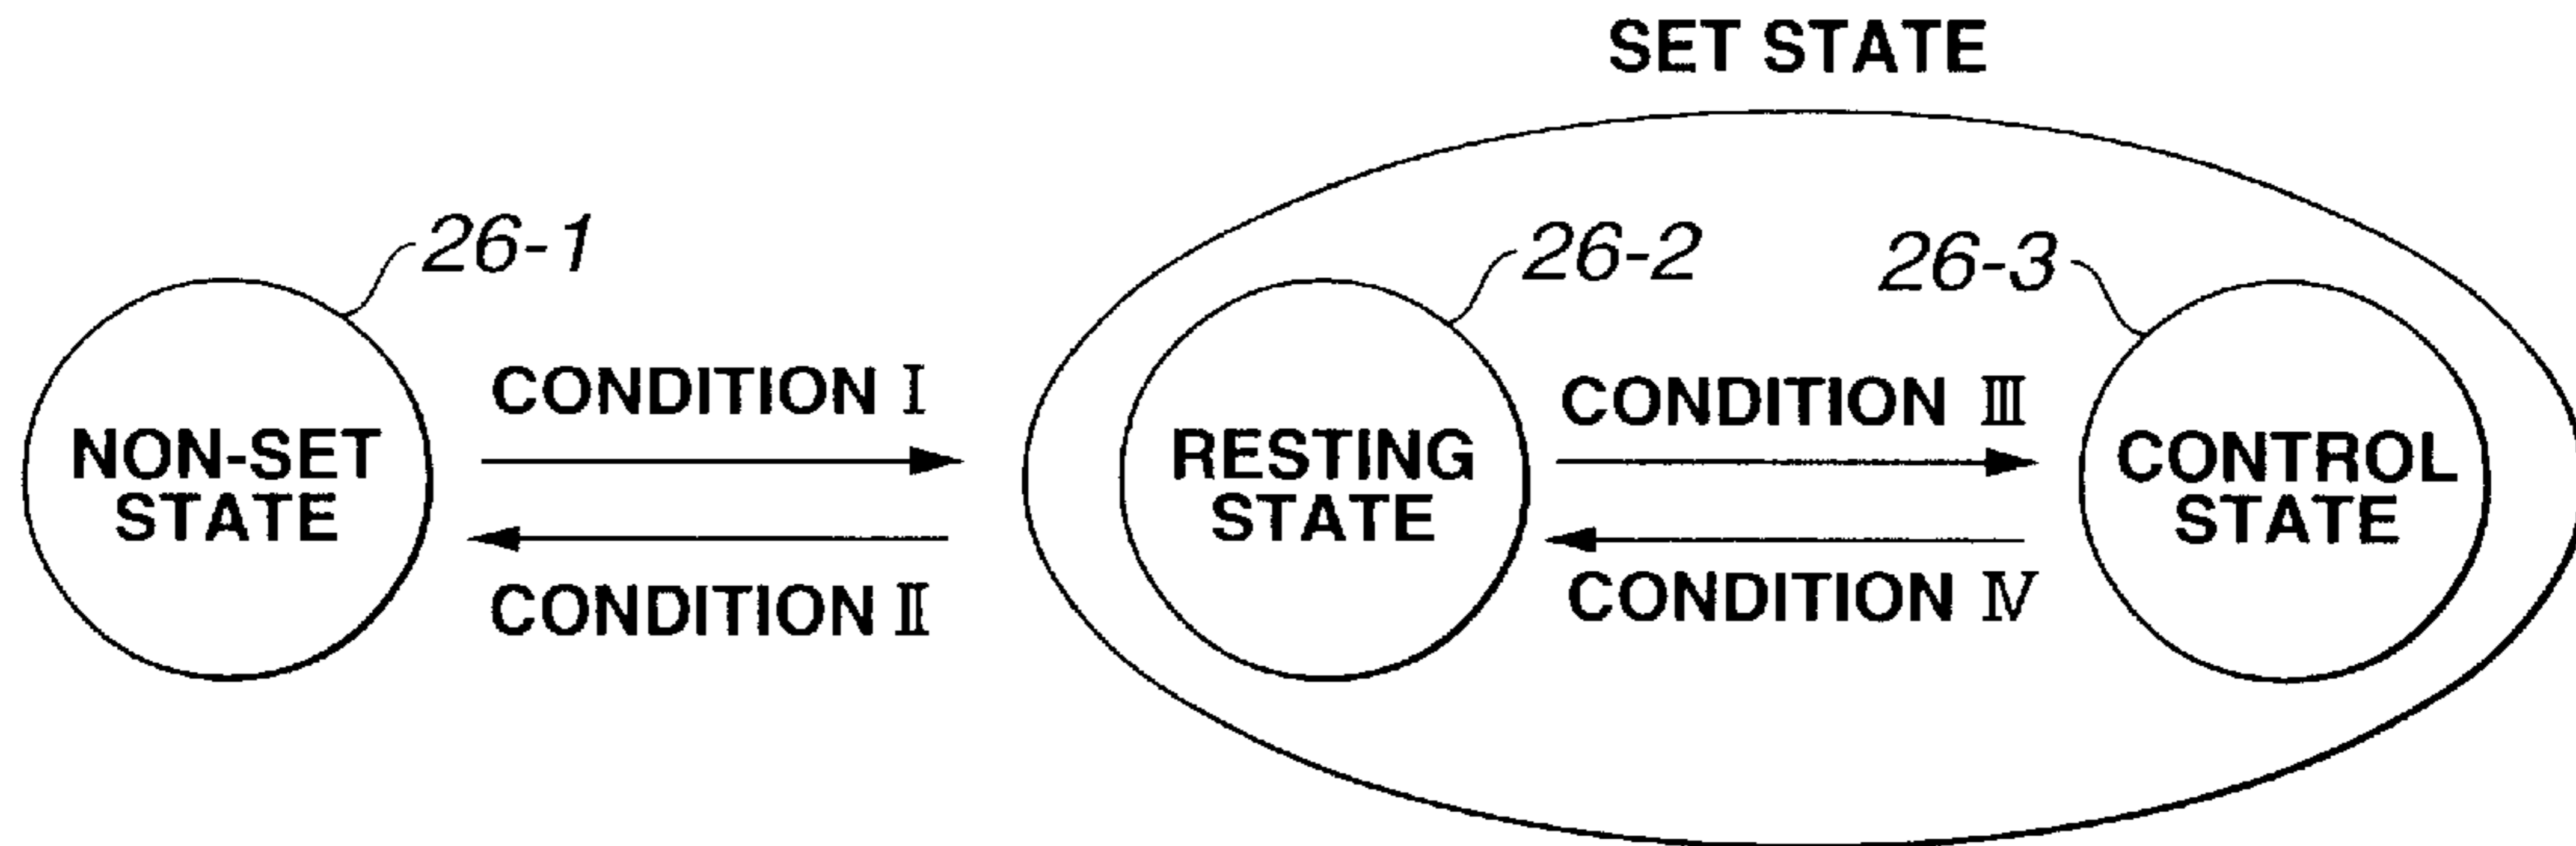 SET STATE
26-1
26-2
26-3
CONDITION Ⅰ
CONDITION Ⅲ
NON-SET
STATE
RESTING
STATE
CONTROL
STATE
CONDITION Ⅱ
CONDITION Ⅳ